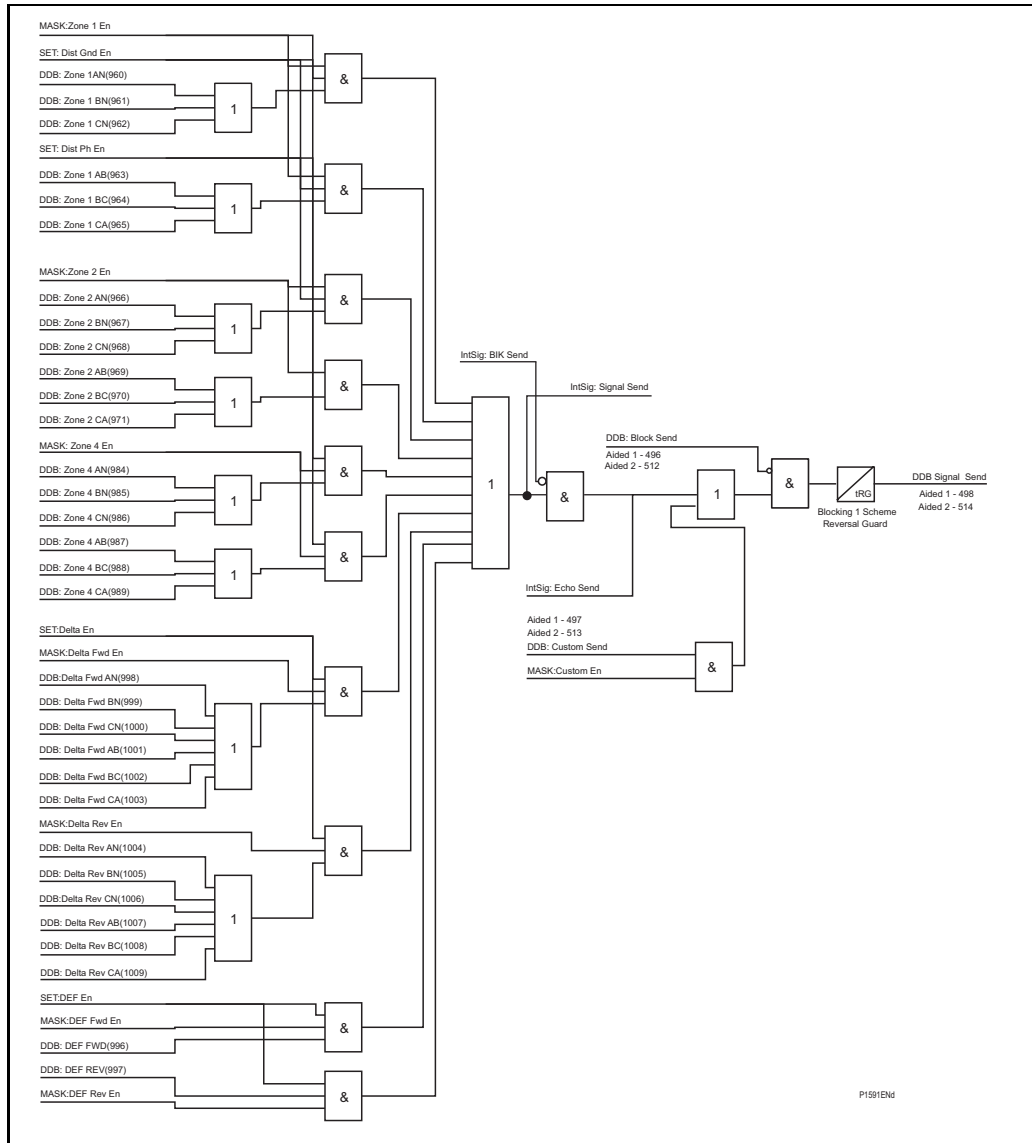 MASK:Zone 1 En
SET: Dist Gnd En
DDB: Zone 1AN(960)
DDB: Zone 1 BN(961)
DDB: Zone 1 CN(962)
1
&
SET: Dist Ph En
DDB: Zone 1 AB(963)
DDB: Zone 1 BC(964)
DDB: Zone 1 CA(965)
1
&
MASK:Zone 2 En
DDB: Zone 2 AN(966)
DDB: Zone 2 BN(967)
DDB: Zone 2 CN(968)
1
&
DDB: Zone 2 AB(969)
DDB: Zone 2 BC(970)
DDB: Zone 2 CA(971)
1
&
MASK: Zone 4 En
DDB: Zone 4 AN(984)
DDB: Zone 4 BN(985)
DDB: Zone 4 CN(986)
1
&
DDB: Zone 4 AB(987)
DDB: Zone 4 BC(988)
DDB: Zone 4 CA(989)
1
&
SET:Delta En
MASK:Delta Fwd En
DDB:Delta Fwd AN(998)
DDB:Delta Fwd BN(999)
DDB: Delta Fwd CN(1000)
DDB: Delta Fwd AB(1001)
DDB: Delta Fwd BC(1002)
DDB: Delta Fwd CA(1003)
1
&
MASK:Delta Rev En
DDB: Delta Rev AN(1004)
DDB: Delta Rev BN(1005)
DDB:Delta Rev CN(1006)
DDB: Delta Rev AB(1007)
DDB: Delta Rev BC(1008)
DDB: Delta Rev CA(1009)
1
&
SET:DEF En
MASK:DEF Fwd En
DDB: DEF FWD(996)
&
DDB: DEF REV(997)
MASK:DEF Rev En
&
1
IntSig: BlK Send
IntSig: Signal Send
&
IntSig: Echo Send
DDB: Block Send
Aided 1 - 496
Aided 2 - 512
1
&
Aided 1 - 497
Aided 2 - 513
DDB: Custom Send
MASK:Custom En
&
tRG
Blocking 1 Scheme
Reversal Guard
DDB Signal Send
Aided 1 - 498
Aided 2 - 514
P1591ENd